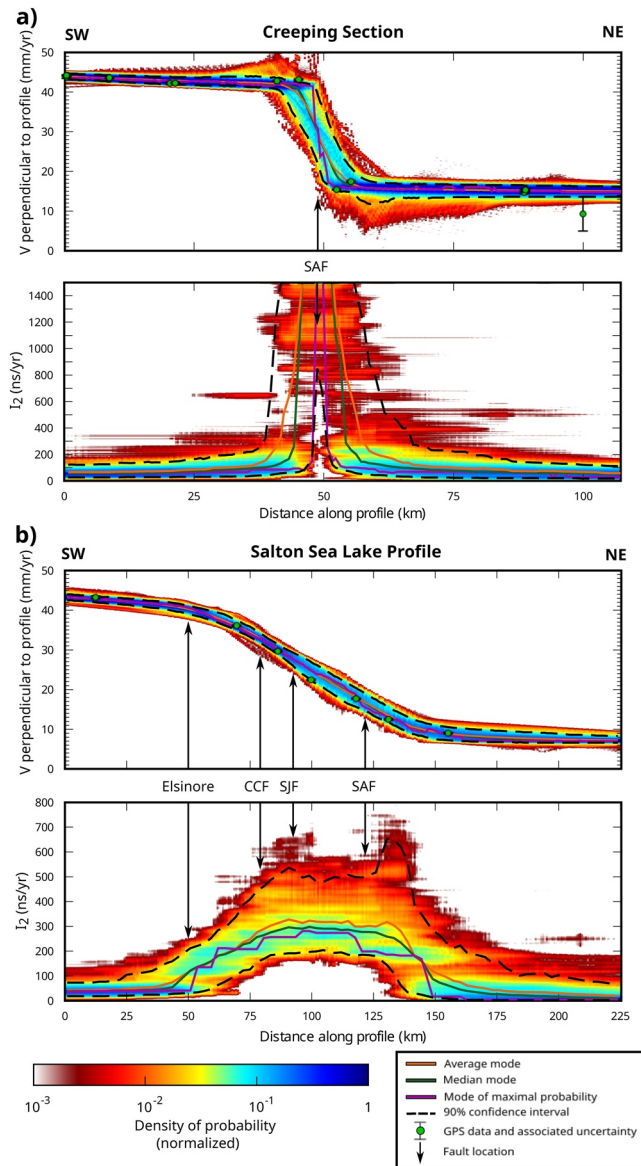 a)
Creeping Section
SW
NE
50
40
30
20
10
0
V perpendicular to profile (mm/yr)
SAF
1400
1200
1000
800
600
400
200
0
I2 (ns/yr)
0 25 50 75 100
Distance along profile (km)
b)
Salton Sea Lake Profile
SW
NE
50
40
30
20
10
0
V perpendicular to profile (mm/yr)
Elsinore CCF SJF SAF
800
700
600
500
400
300
200
100
0
I2 (ns/yr)
0 25 50 75 100 125 150 175 200 225
Distance along profile (km)
10-3 10-2 10-1 1
Density of probability
(normalized)
Average mode
Median mode
Mode of maximal probability
90% confidence interval
GPS data and associated uncertainty
Fault location